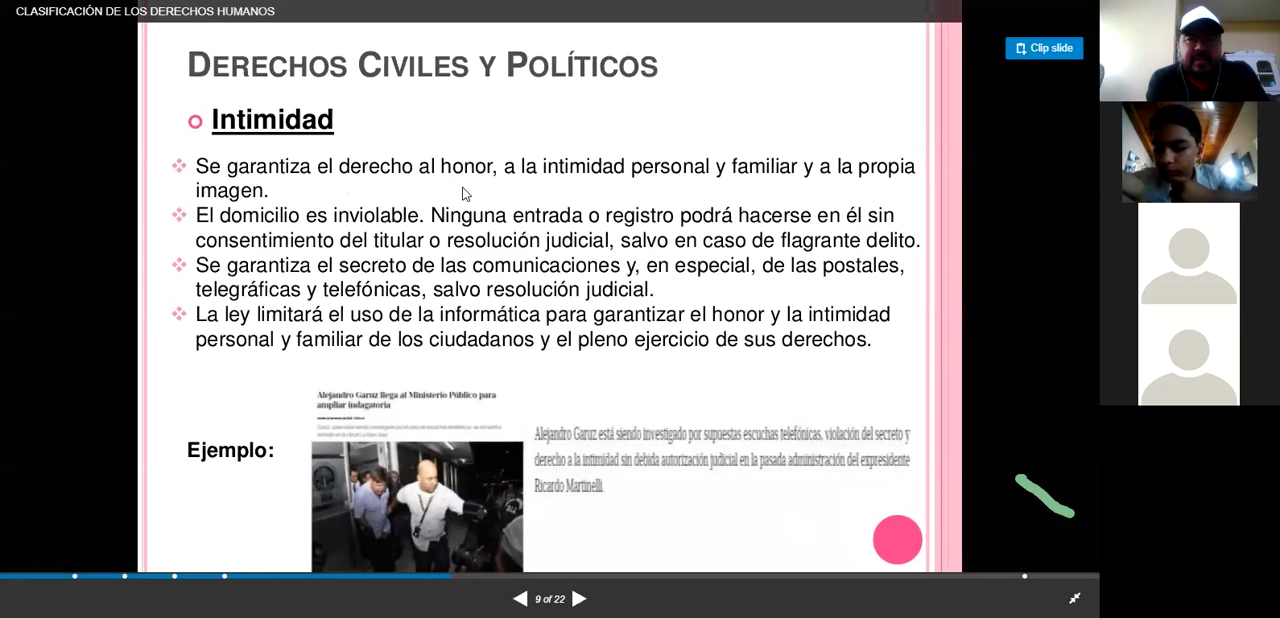 CLASIFICACIÓN DE LOS DERECHOS HUMANOS
Clip slide
DERECHOS CIVILES Y POLÍTICOS
Intimidad
Se garantiza el derecho al honor, a la intimidad personal y familiar y a la propia
imagen.
El domicilio es inviolable. Ninguna entrada o registro podrá hacerse en él sin
consentimiento del titular o resolución judicial, salvo en caso de flagrante delito.
Se garantiza el secreto de las comunicaciones y, en especial, de las postales,
telegráficas y telefónicas, salvo resolución judicial.
La ley limitará el uso de la informática para garantizar el honor y la intimidad
personal y familiar de los ciudadanos y el pleno ejercicio de sus derechos.
Alejandro Garuz llega al Ministerio Público para
ampliar indagatoria
Ejemplo:
Alejandro Garuz está siendo investigado por supuestas escuchas telefónicas, violación del secreto y
derecho a la intimidad sin debida autorización judicial en la pasada administración del expresidente
Ricardo Martinelli.
9 of 22